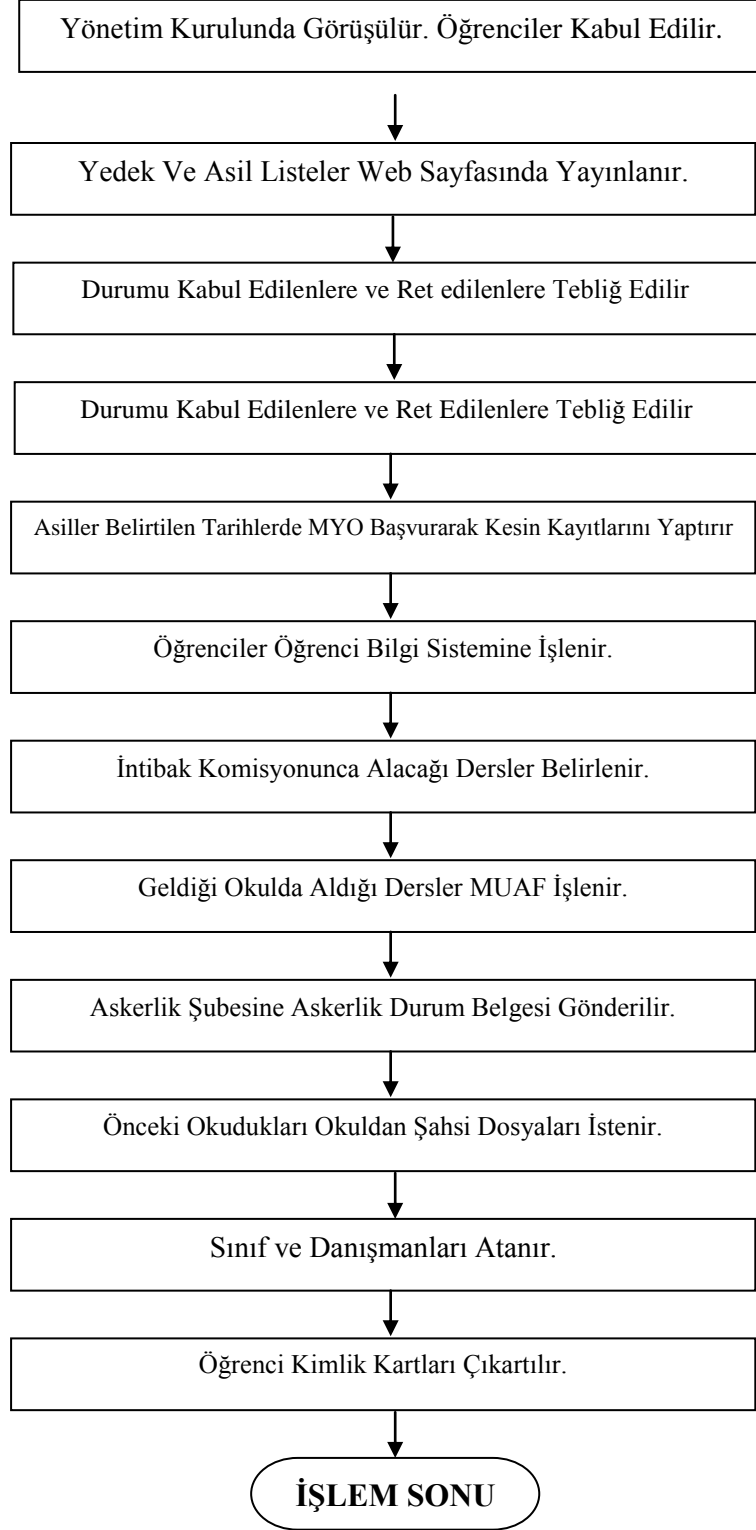 Yönetim Kurulunda Görüşülür. Öğrenciler Kabul Edilir.
Yedek Ve Asil Listeler Web Sayfasında Yayınlanır.
Durumu Kabul Edilenlere ve Ret edilenlere Tebliğ Edilir
Durumu Kabul Edilenlere ve Ret Edilenlere Tebliğ Edilir
Asiller Belirtilen Tarihlerde MYO Başvurarak Kesin Kayıtlarını Yaptırır
Öğrenciler Öğrenci Bilgi Sistemine İşlenir.
İntibak Komisyonunca Alacağı Dersler Belirlenir.
Geldiği Okulda Aldığı Dersler MUAF İşlenir.
Askerlik Şubesine Askerlik Durum Belgesi Gönderilir.
Önceki Okudukları Okuldan Şahsi Dosyaları İstenir.
Sınıf ve Danışmanları Atanır.
Öğrenci Kimlik Kartları Çıkartılır.
İŞLEM SONU